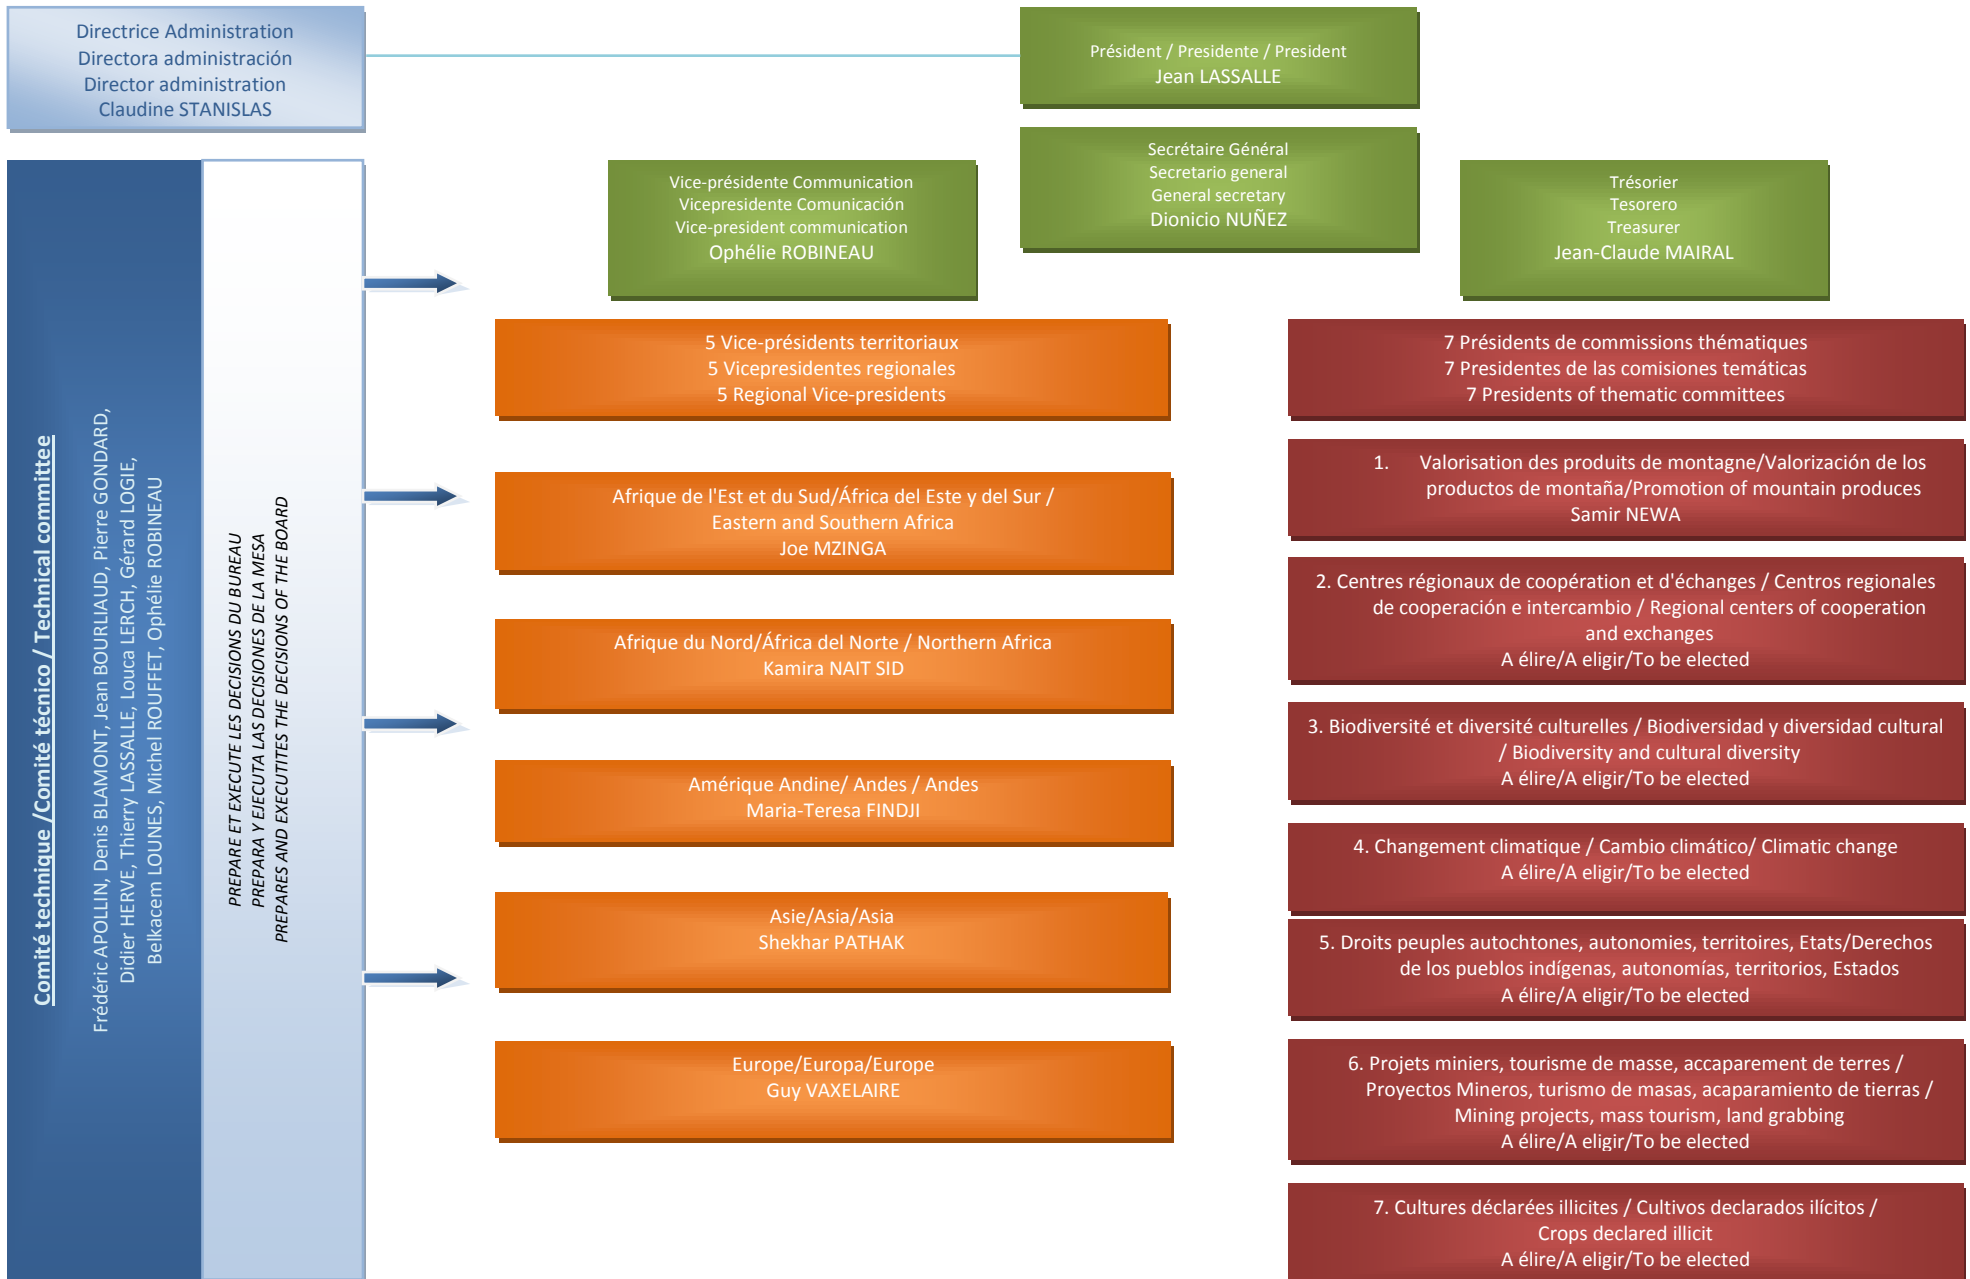 Directrice Administration
Directora administración
Director administration
Claudine STANISLAS
Président / Presidente / President
Jean LASSALLE
Secrétaire Général
Secretario general
General secretary
Dionicio NUÑEZ
Vice-présidente Communication
Vicepresidente Comunicación
Vice-president communication
Ophélie ROBINEAU
Trésorier
Tesorero
Treasurer
Jean-Claude MAIRAL
Comité technique /Comité técnico / Technical committee
Frédéric APOLLIN, Denis BLAMONT, Jean BOURLIAUD, Pierre GONDARD,
Didier HERVE, Thierry LASSALLE, Louca LERCH, Gérard LOGIE,
Belkacem LOUNES, Michel ROUFFET, Ophélie ROBINEAU
PREPARE ET EXECUTE LES DECISIONS DU BUREAU
PREPARA Y EJECUTA LAS DECISIONES DE LA MESA
PREPARES AND EXECUTITES THE DECISIONS OF THE BOARD
5 Vice-présidents territoriaux
5 Vicepresidentes regionales
5 Regional Vice-presidents
Afrique de l'Est et du Sud/África del Este y del Sur /
Eastern and Southern Africa
Joe MZINGA
Afrique du Nord/África del Norte / Northern Africa
Kamira NAIT SID
Amérique Andine/ Andes / Andes
Maria-Teresa FINDJI
Asie/Asia/Asia
Shekhar PATHAK
Europe/Europa/Europe
Guy VAXELAIRE
7 Présidents de commissions thématiques
7 Presidentes de las comisiones temáticas
7 Presidents of thematic committees
1. Valorisation des produits de montagne/Valorización de los
productos de montaña/Promotion of mountain produces
Samir NEWA
2. Centres régionaux de coopération et d'échanges / Centros regionales
de cooperación e intercambio / Regional centers of cooperation
and exchanges
A élire/A eligir/To be elected
3. Biodiversité et diversité culturelles / Biodiversidad y diversidad cultural
/ Biodiversity and cultural diversity
A élire/A eligir/To be elected
4. Changement climatique / Cambio climático/ Climatic change
A élire/A eligir/To be elected
5. Droits peuples autochtones, autonomies, territoires, Etats/Derechos
de los pueblos indígenas, autonomías, territorios, Estados
A élire/A eligir/To be elected
6. Projets miniers, tourisme de masse, accaparement de terres /
Proyectos Mineros, turismo de masas, acaparamiento de tierras /
Mining projects, mass tourism, land grabbing
A élire/A eligir/To be elected
7. Cultures déclarées illicites / Cultivos declarados ilícitos /
Crops declared illicit
A élire/A eligir/To be elected